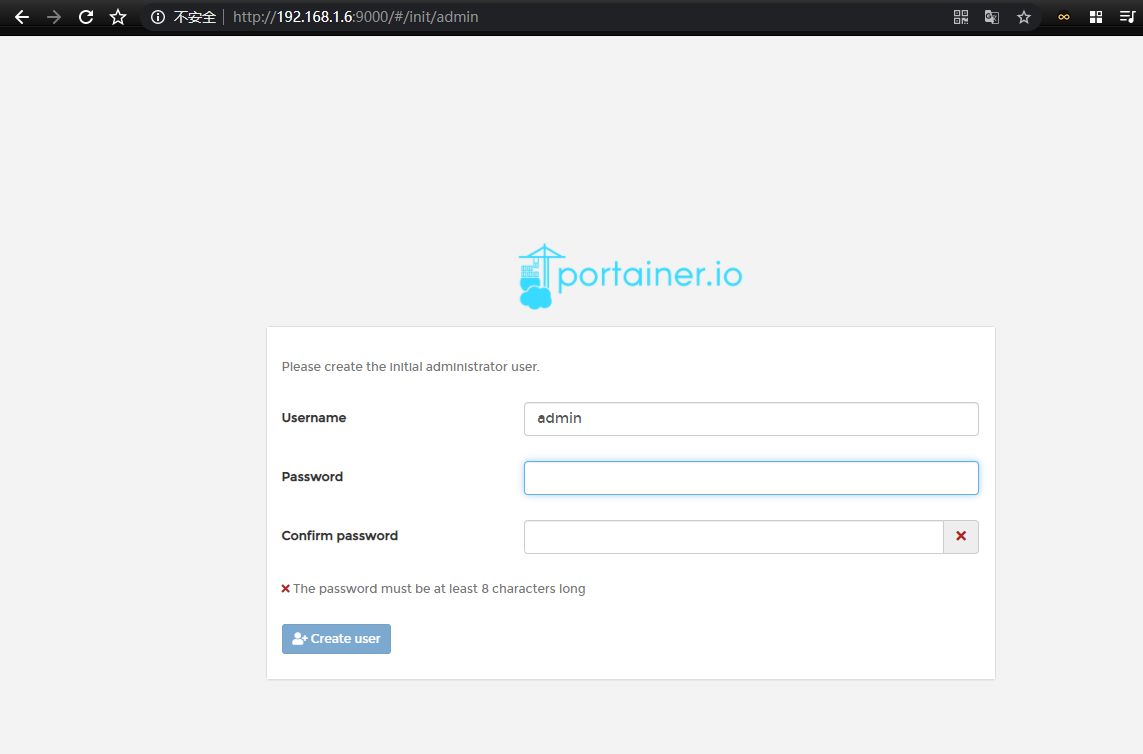 不安全 http://192.168.1.6:9000/#/init/admin
portainer.io
Please create the initial administrator user.
Username
admin
Password
Confirm password
The password must be at least 8 characters long
Create user